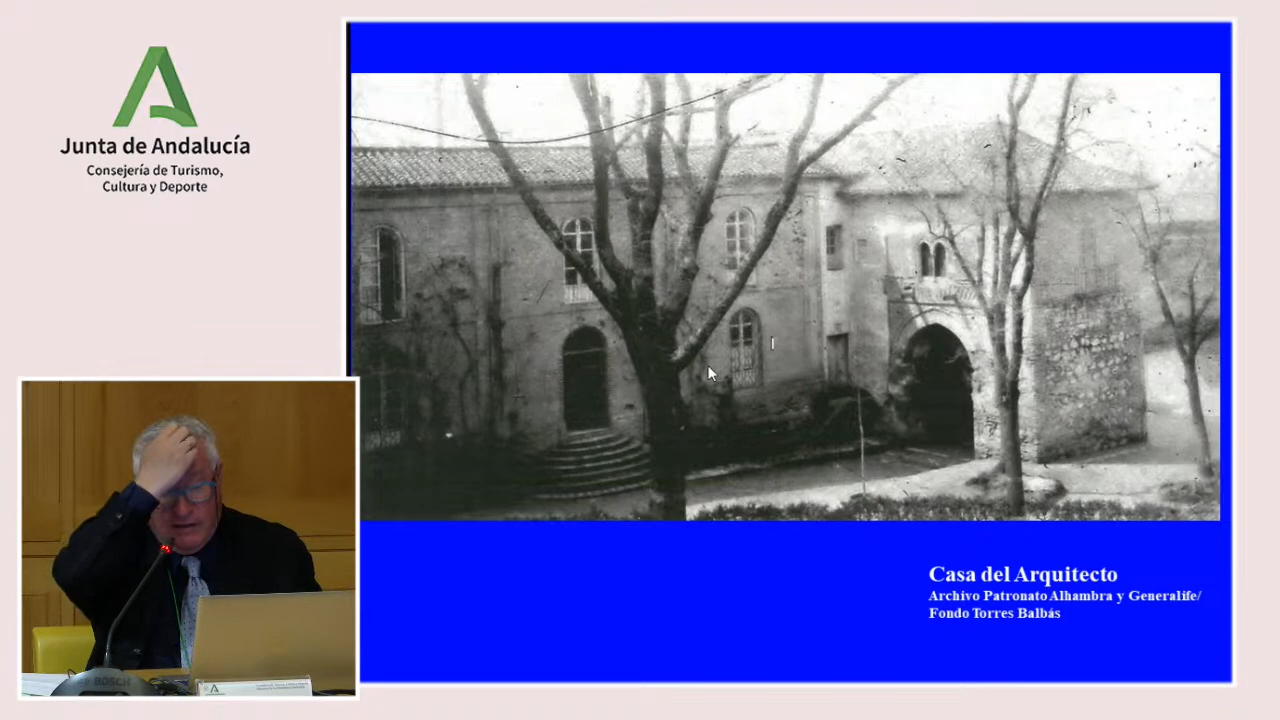 Junta de Andalucía
Consejería de Turismo,
Cultura y Deporte
Casa del Arquitecto
Archivo Patronato Alhambra y Generalife/
Fondo Torres Balbás
BOSCH